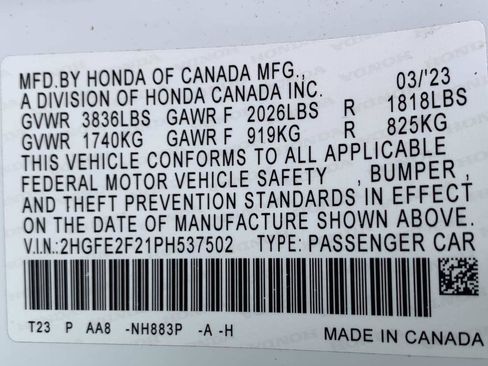 MFD.BY HONDA OF CANADA MFG., 03/'23
A DIVISION OF HONDA CANADA INC.
GVWR 3836LBS GAWR F 2026LBS R 1818LBS
GVWR 1740KG GAWR F 919KG R 825KG
THIS VEHICLE CONFORMS TO ALL APPLICABLE
FEDERAL MOTOR VEHICLE SAFETY , BUMPER ,
AND THEFT PREVENTION STANDARDS IN EFFECT
ON THE DATE OF MANUFACTURE SHOWN ABOVE.
V.I.N.:2HGFE2F21PH537502 TYPE: PASSENGER CAR
T23 P AA8 -NH883P -A -H
MADE IN CANADA